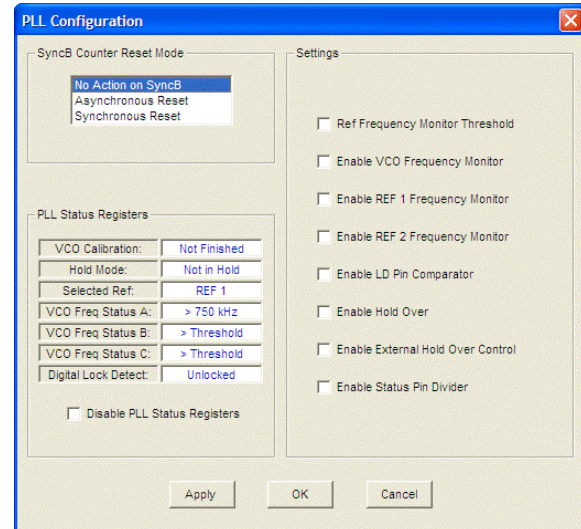 PLL Configuration
SyncB Counter Reset Mode
No Action on SyncB
Asynchronous Reset
Synchronous Reset
PLL Status Registers
VCO Calibration: Not Finished
Hold Mode: Not in Hold
Selected Ref: REF 1
VCO Freq Status A: > 750 kHz
VCO Freq Status B: > Threshold
VCO Freq Status C: > Threshold
Digital Lock Detect: Unlocked
Disable PLL Status Registers
Settings
Ref Frequency Monitor Threshold
Enable VCO Frequency Monitor
Enable REF 1 Frequency Monitor
Enable REF 2 Frequency Monitor
Enable LD Pin Comparator
Enable Hold Over
Enable External Hold Over Control
Enable Status Pin Divider
Apply OK Cancel